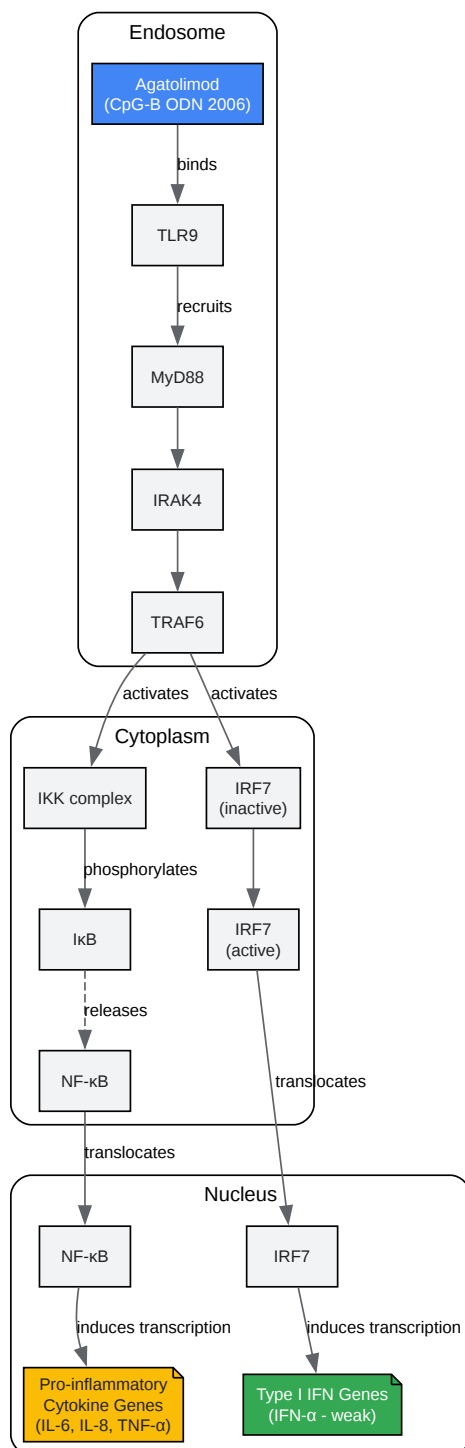 Endosome
Agatolimod
(CpG-B ODN 2006)
binds
TLR9
recruits
MyD88
IRAK4
TRAF6
activates
activates
Cytoplasm
IKK complex
IRF7
(inactive)
phosphorylates
IκB
IRF7
(active)
releases
NF-κB
translocates
translocates
Nucleus
NF-κB
IRF7
induces transcription
induces transcription
Pro-inflammatory
Cytokine Genes
(IL-6, IL-8, TNF-α)
Type I IFN Genes
(IFN-α - weak)